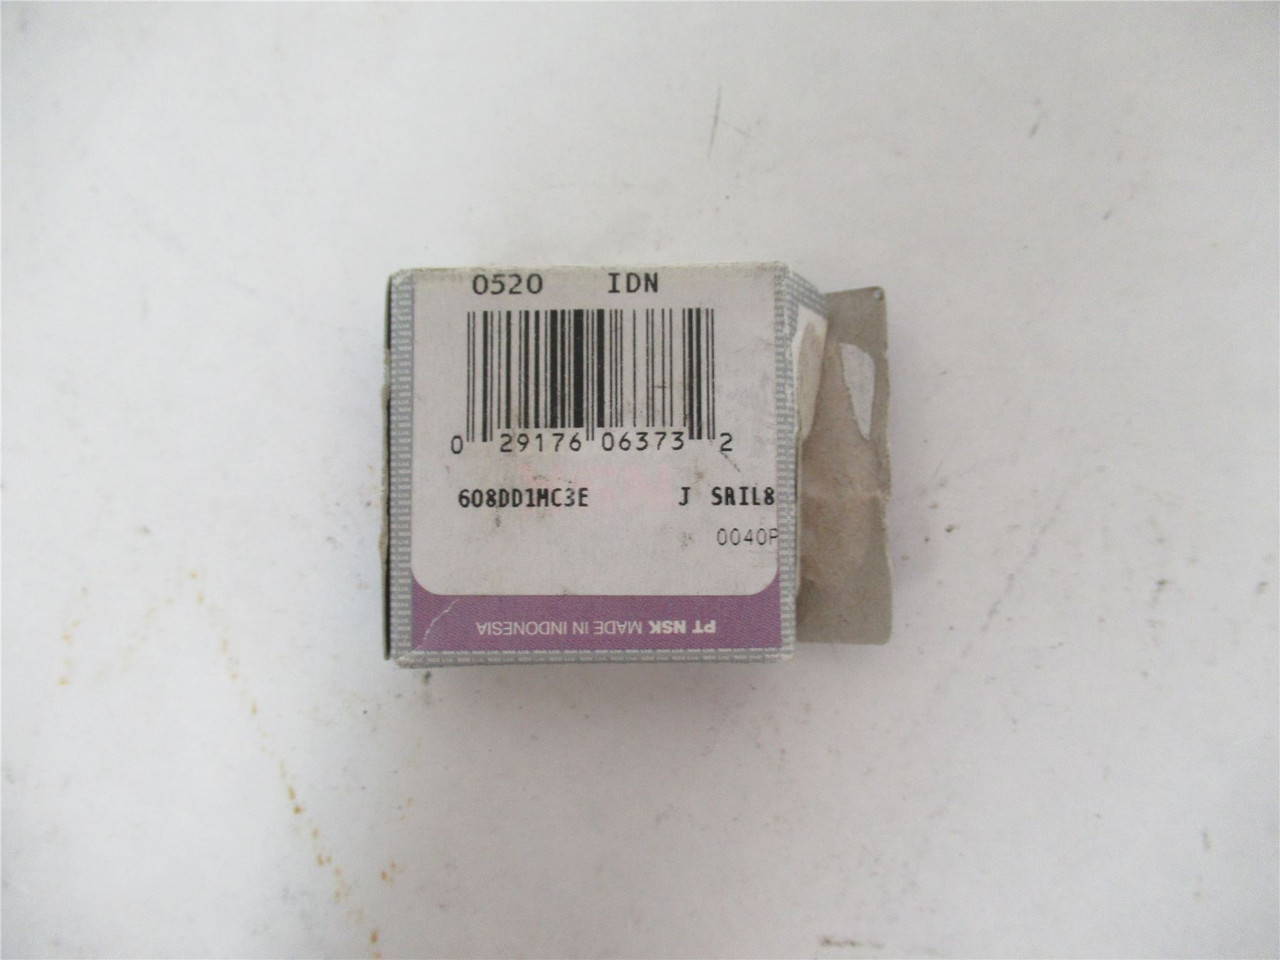 0520 IDN
0 29176 06373 2
608DD1MC3E J SRIL8
0040P
PT NSK MADE IN INDONESIA